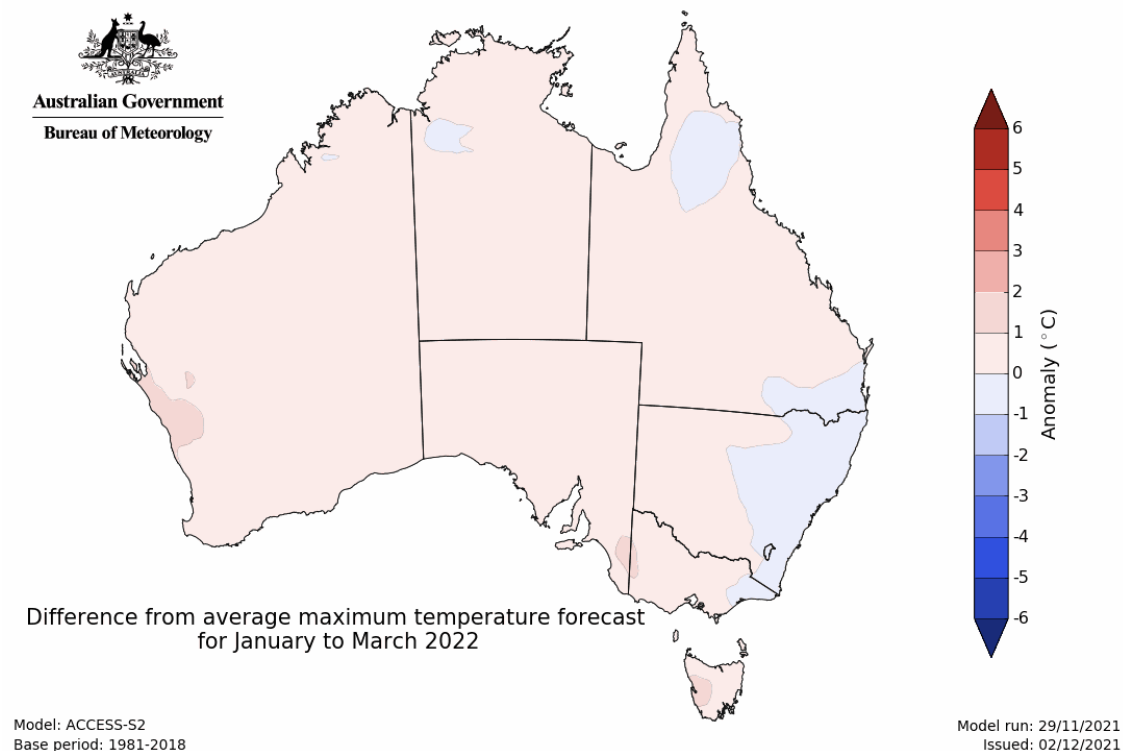 AUSTRALIA
Australian Government
Bureau of Meteorology
6
5
4
3
2
1
0
-1
-2
-3
-4
-5
-6
Anomaly (°C)
Difference from average maximum temperature forecast
for January to March 2022
Model: ACCESS-S2
Base period: 1981-2018
Model run: 29/11/2021
Issued: 02/12/2021